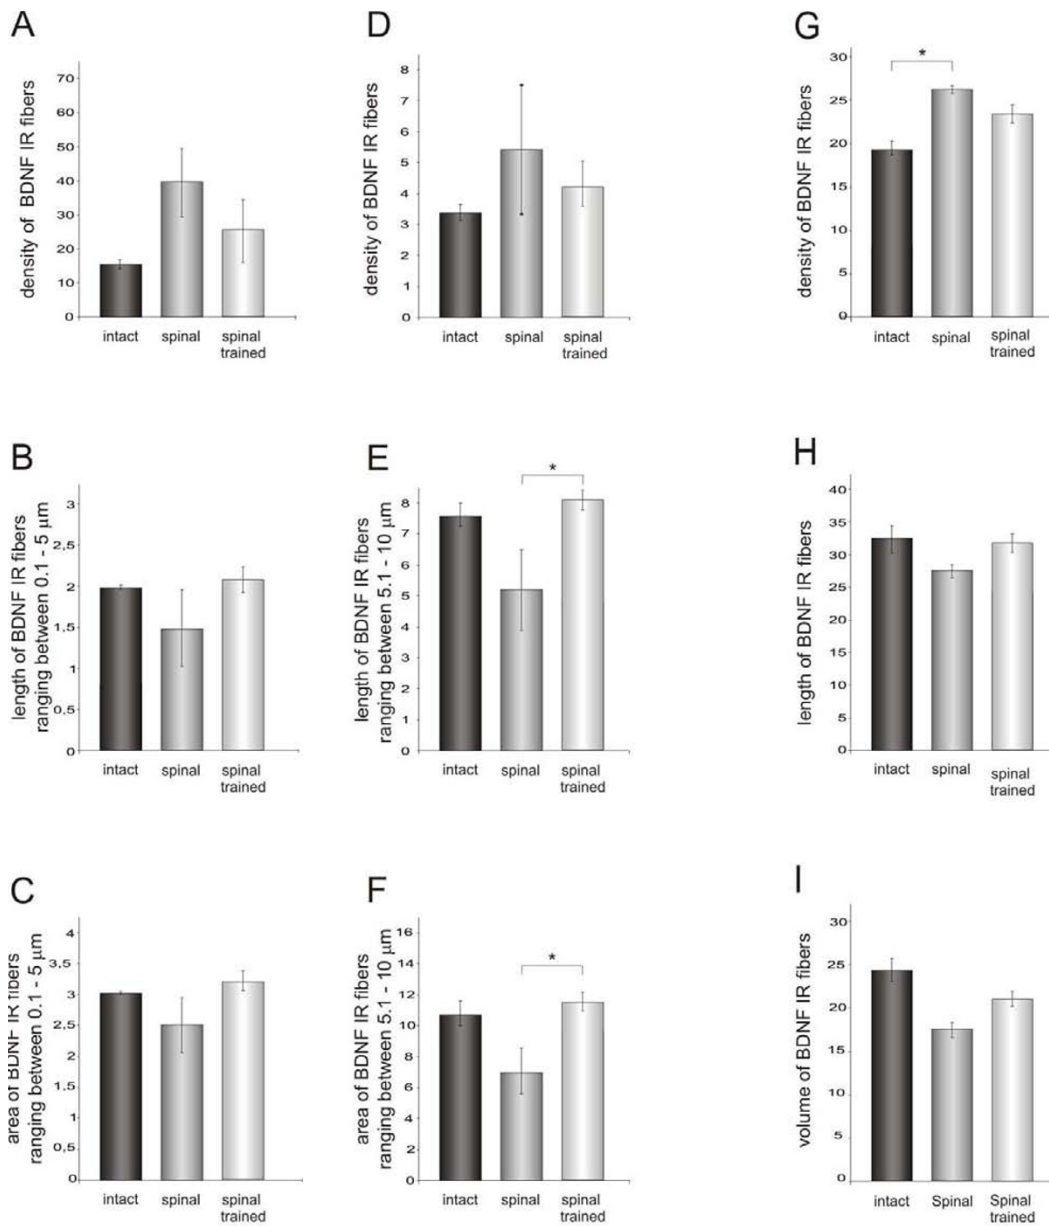 A
density of BDNF IR fibers
70
60
50
40
30
20
10
0
intact
spinal
spinal
trained
D
density of BDNF IR fibers
8
7
6
5
4
3
2
1
0
intact
spinal
spinal
trained
G
density of BDNF IR fibers
30
25
20
15
10
5
0
*
intact
spinal
spinal
trained
B
length of BDNF IR fibers
ranging between 0.1 - 5 µm
3
2,5
2
1,5
1
0,5
0
intact
spinal
spinal
trained
E
length of BDNF IR fibers
ranging between 5.1 - 10 µm
8
7
6
5
4
3
2
1
0
*
intact
spinal
spinal
trained
H
length of BDNF IR fibers
40
35
30
25
20
15
10
5
0
intact
spinal
spinal
trained
C
area of BDNF IR fibers
ranging between 0.1 - 5 µm
4
3,5
3
2,5
2
1,5
1
0,5
0
intact
spinal
spinal
trained
F
area of BDNF IR fibers
ranging between 5.1 - 10 µm
16
14
12
10
8
6
4
2
0
*
intact
spinal
spinal
trained
I
volume of BDNF IR fibers
30
25
20
15
10
5
0
intact
Spinal
Spinal
trained